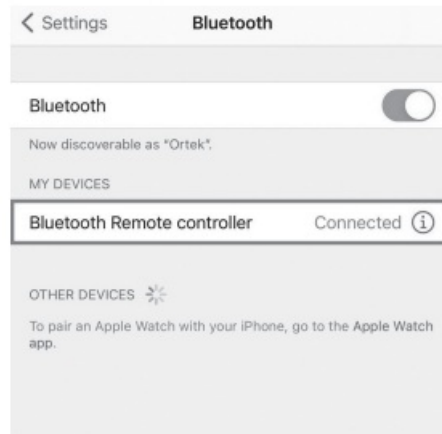 Settings Bluetooth
Bluetooth
Now discoverable as "Ortek".
MY DEVICES
Bluetooth Remote controller Connected
OTHER DEVICES
To pair an Apple Watch with your iPhone, go to the Apple Watch
app.